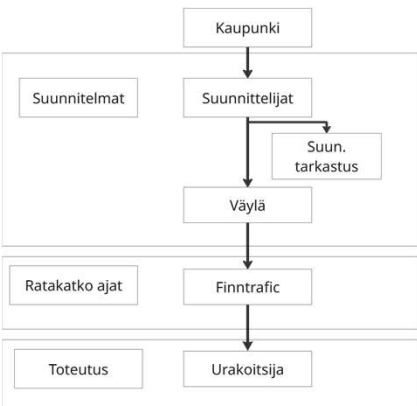 Kaupunki
Suunnitelmat
Suunnittelijat
Suun.
tarkastus
Väylä
Ratakatko ajat
Finntrafic
Toteutus
Urakoitsija